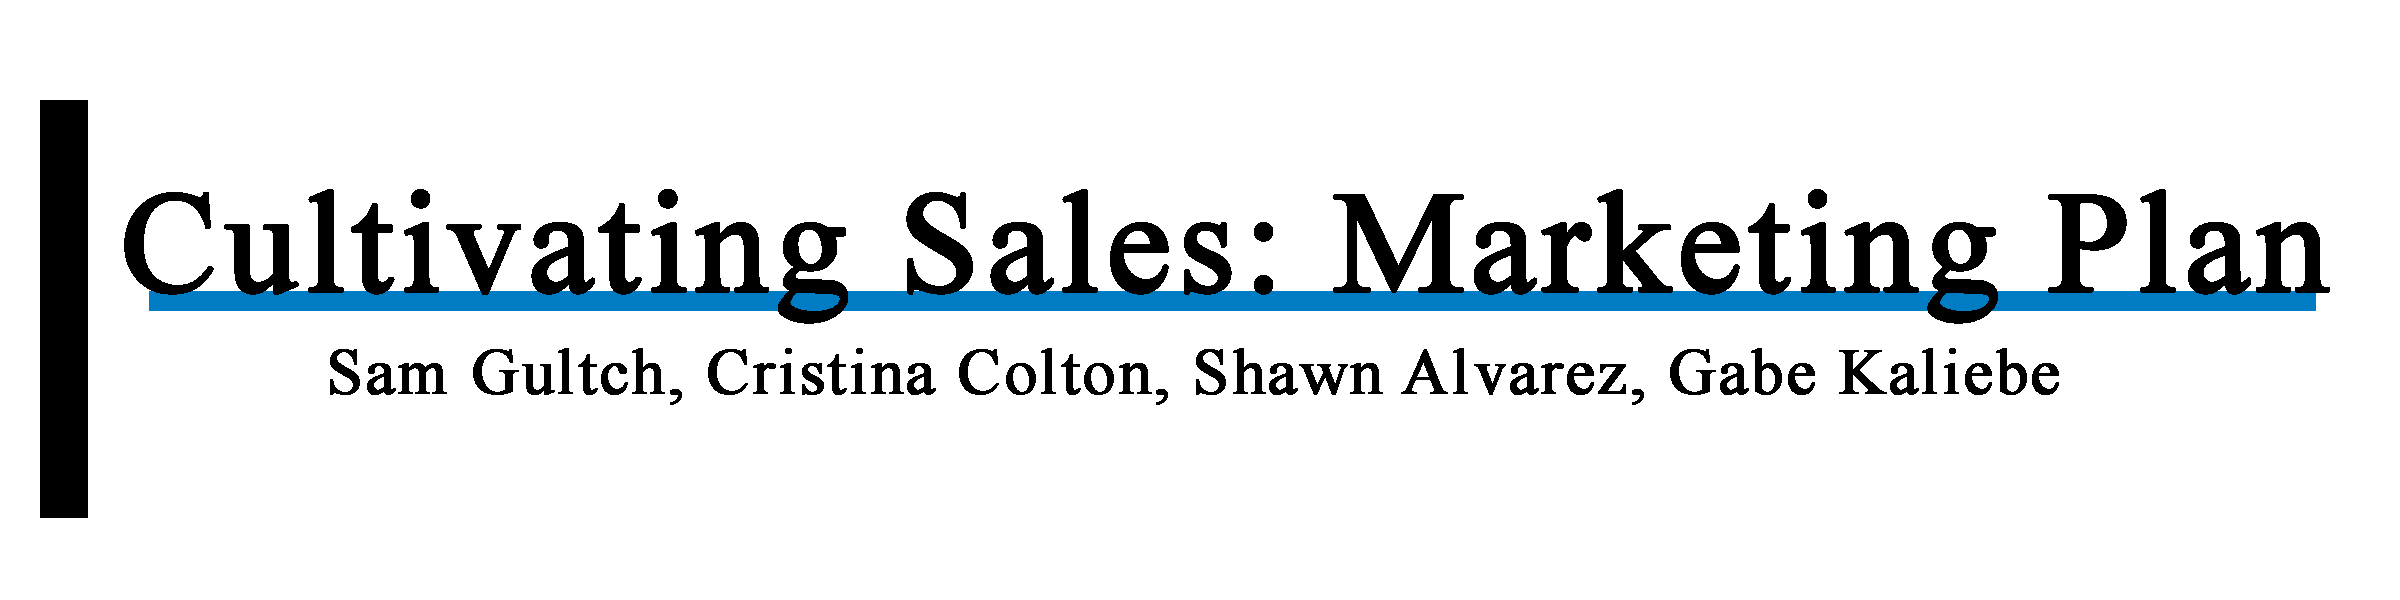 Cultivating Sales: Marketing Plan
Sam Gultch, Cristina Colton, Shawn Alvarez, Gabe Kaliebe